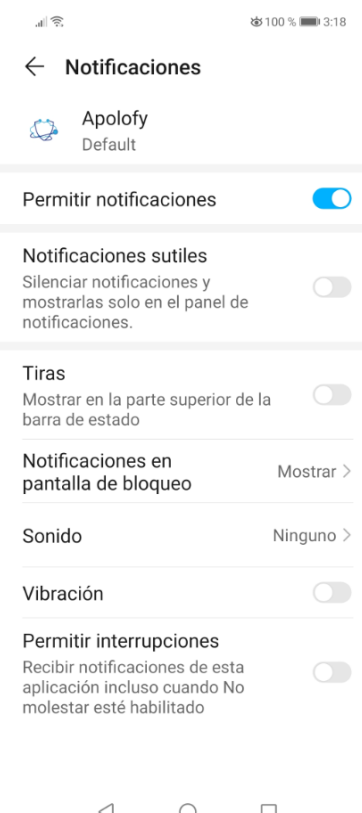 100 % 3:18
Notificaciones
Apolofy
Default
Permitir notificaciones
Notificaciones sutiles
Silenciar notificaciones y
mostrarlas solo en el panel de
notificaciones.
Tiras
Mostrar en la parte superior de la
barra de estado
Notificaciones en
pantalla de bloqueo
Mostrar
Sonido
Ninguno
Vibración
Permitir interrupciones
Recibir notificaciones de esta
aplicación incluso cuando No
molestar esté habilitado